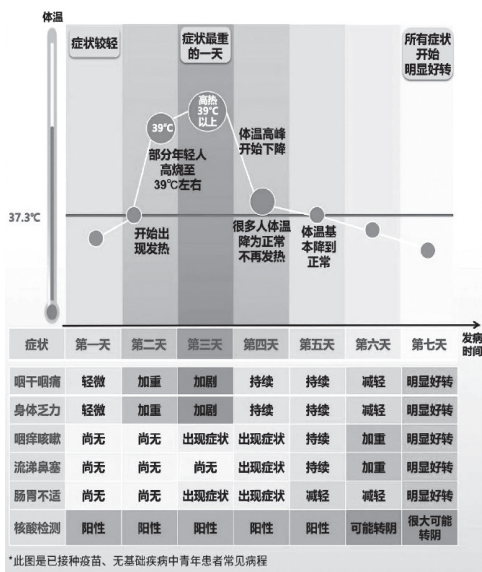 体温
症状较轻
症状最重
的一天
所有症状
开始
明显好转
高热
39℃
以上
39℃
体温高峰
开始下降
部分年轻人
高烧至
39℃左右
37.3℃
开始出
现发热
很多人体温
降为正常
不再发热
体温基
本降到
正常
发病
时间
症状 第一天 第二天 第三天 第四天 第五天 第六天 第七天
咽干咽痛 轻微 加重 加剧 持续 持续 减轻 明显好转
身体乏力 轻微 加重 加剧 持续 持续 减轻 明显好转
咽痒咳嗽 尚无 尚无 出现症状 出现症状 持续 加重 明显好转
流涕鼻塞 尚无 尚无 尚无 出现症状 持续 加重 明显好转
肠胃不适 尚无 尚无 出现症状 出现症状 减轻 减轻 明显好转
核酸检测 阳性 阳性 阳性 阳性 阳性 可能转阴 很大可能
转阴
*此图是已接种疫苗、无基础疾病中青年患者常见病程